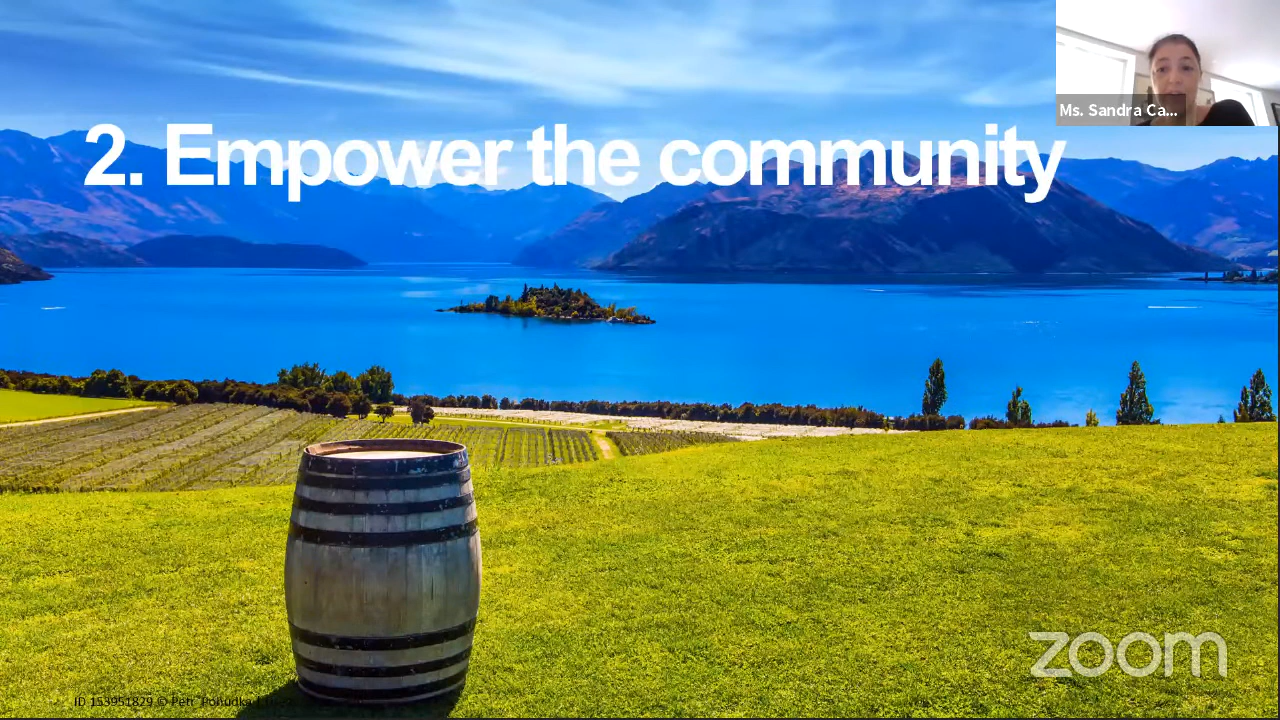 Ms. Sandra Ca...
2. Empower the community
zoom
ID 153951829 © Petr